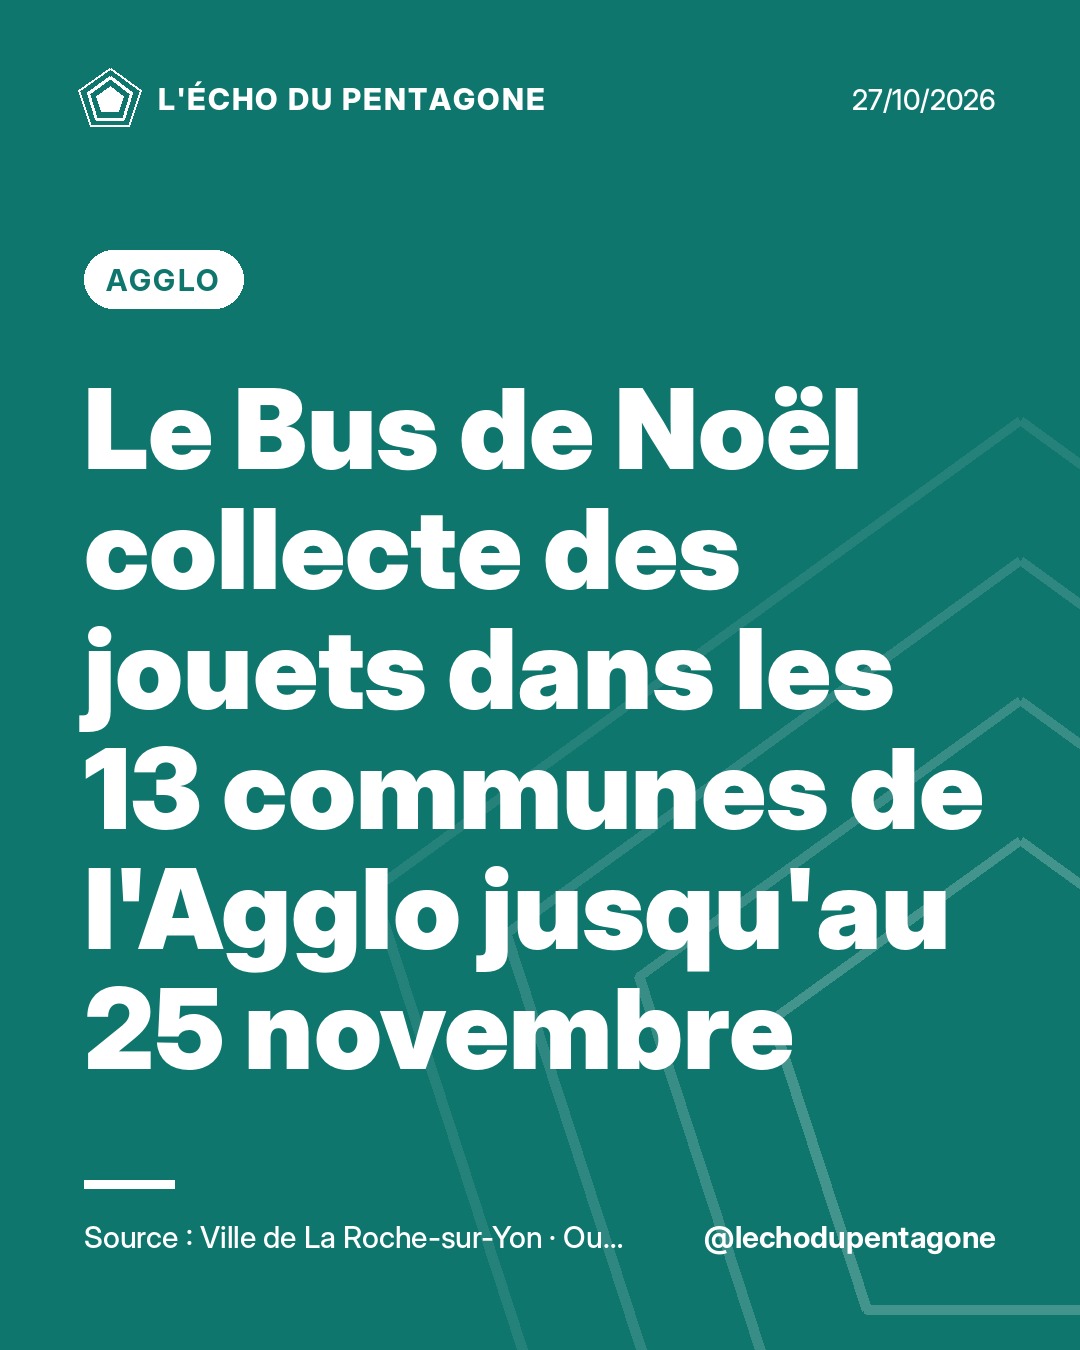 L'ÉCHO DU PENTAGONE
27/10/2026
AGGLO
Le Bus de Noël
collecte des
jouets dans les
13 communes de
l'Agglo jusqu'au
25 novembre
Source : Ville de La Roche-sur-Yon · Ou...
@lechodupentagone